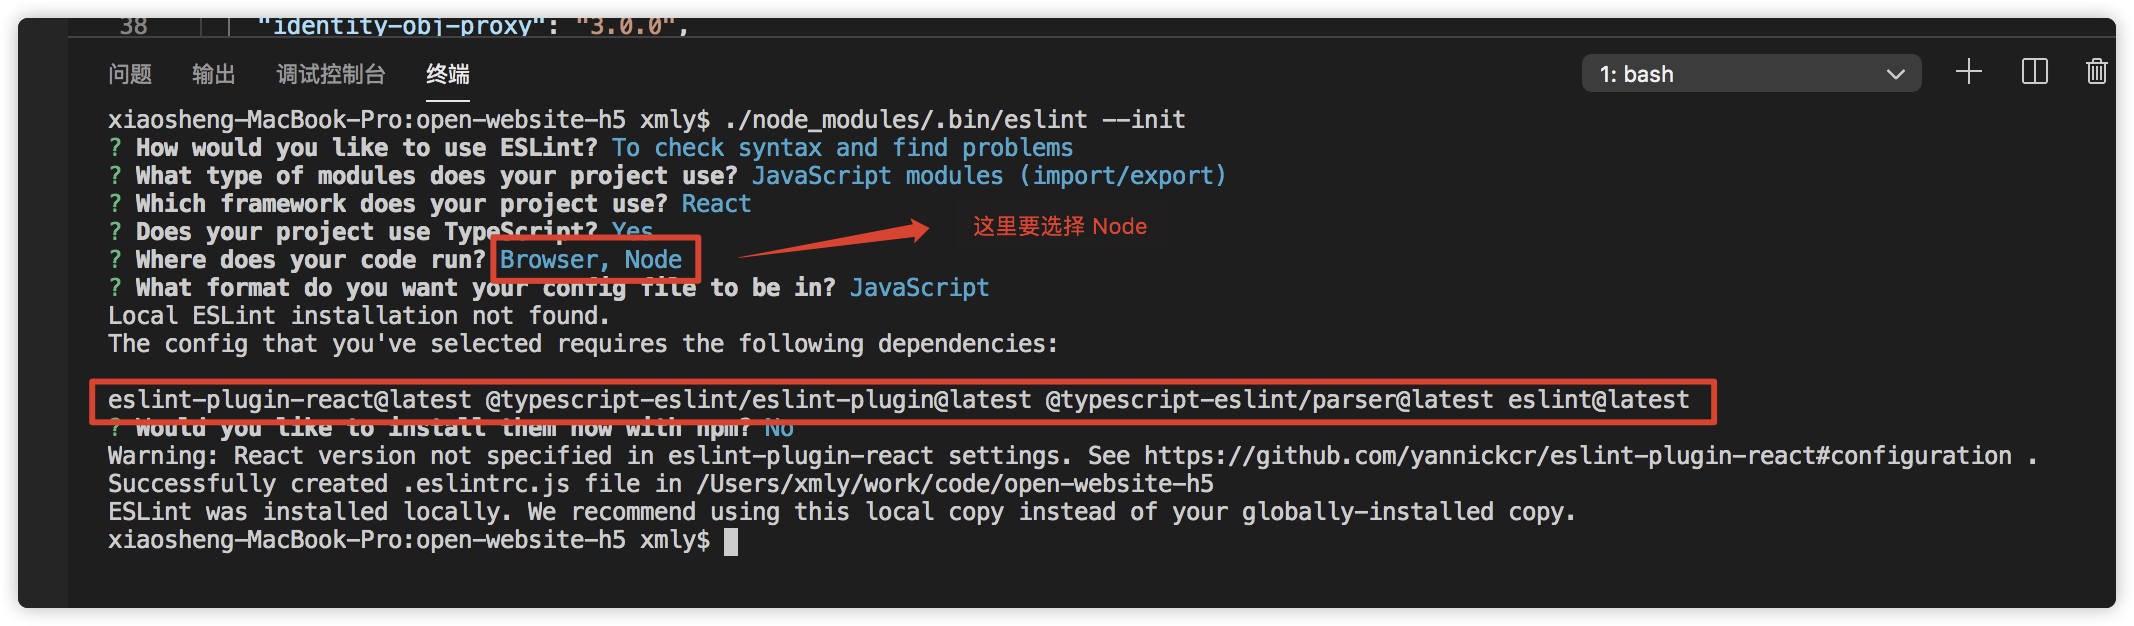 38 "identity-obj-proxy": "3.0.0",
问题 输出 调试控制台 终端 1: bash
xiaosheng-MacBook-Pro:open-website-h5 xmly$ ./node_modules/.bin/eslint --init
? How would you like to use ESLint? To check syntax and find problems
? What type of modules does your project use? JavaScript modules (import/export)
? Which framework does your project use? React
? Does your project use TypeScript? Yes
这里要选择 Node
? Where does your code run? Browser, Node
? What format do you want your config file to be in? JavaScript
Local ESLint installation not found.
The config that you've selected requires the following dependencies:
eslint-plugin-react@latest @typescript-eslint/eslint-plugin@latest @typescript-eslint/parser@latest eslint@latest
? Would you like to install them now with npm? No
Warning: React version not specified in eslint-plugin-react settings. See https://github.com/yannickcr/eslint-plugin-react#configuration .
Successfully created .eslintrc.js file in /Users/xmly/work/code/open-website-h5
ESLint was installed locally. We recommend using this local copy instead of your globally-installed copy.
xiaosheng-MacBook-Pro:open-website-h5 xmly$